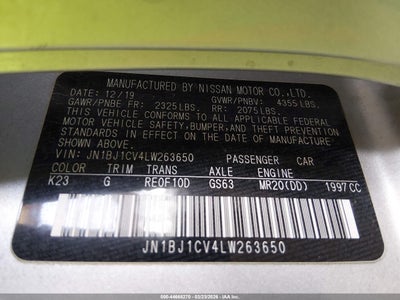 MANUFACTURED BY NISSAN MOTOR CO., LTD.
DATE: 12/19 GVWR/PNBV: 4355 LBS.
GAWR/PNBE FR: 2325 LBS. RR: 2075 LBS.
THIS VEHICLE CONFORMS TO ALL APPLICABLE FEDERAL
MOTOR VEHICLE SAFETY, BUMPER, AND THEFT PREVENTION
STANDARDS IN EFFECT ON THE DATE OF MANUFACTURE
SHOWN ABOVE.
VIN: JN1BJ1CV4LW263650 PASSENGER CAR
COLOR TRIM TRANS AXLE ENGINE
K23 G RE0F10D GS63 MR20(DD) 1997 CC
JN1BJ1CV4LW263650